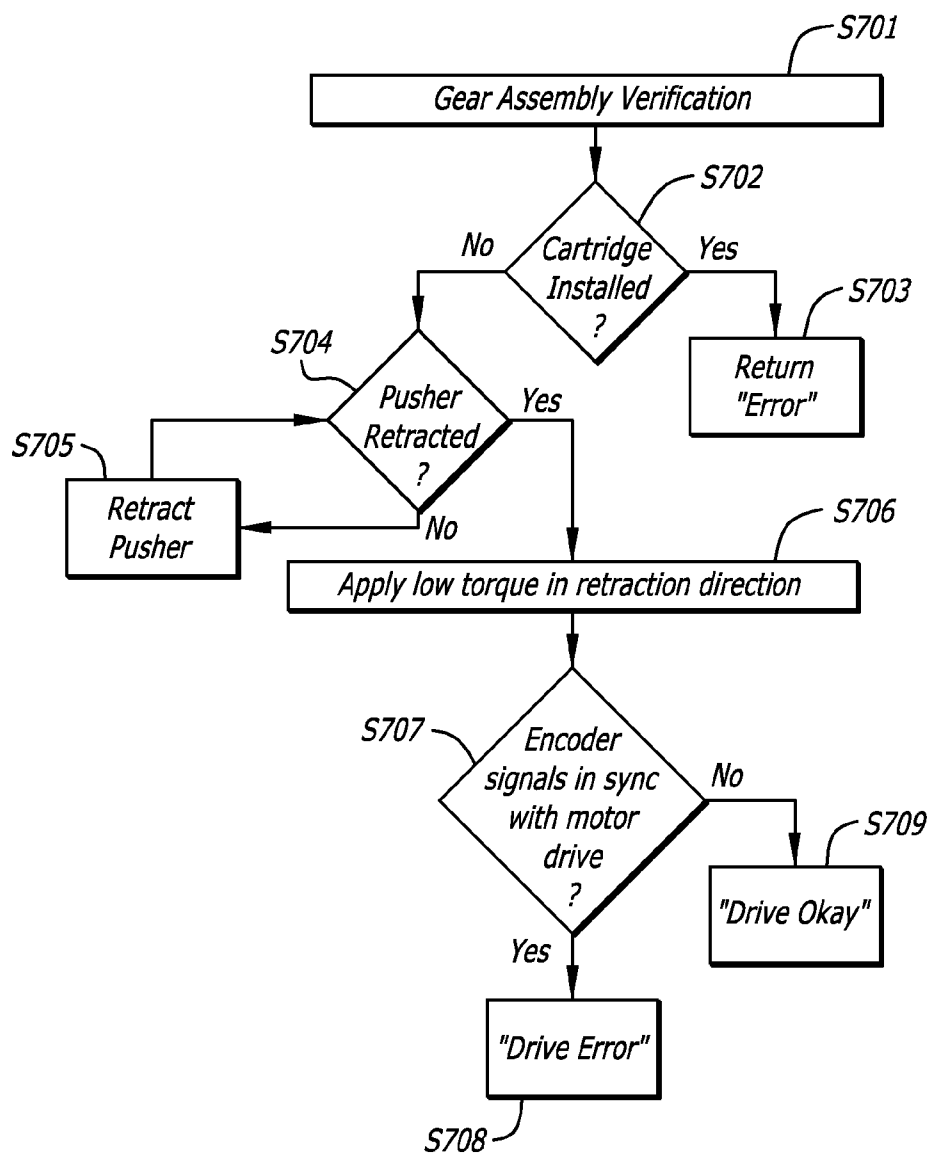 S701
Gear Assembly Verification
S702
No
Cartridge
Installed
?
Yes
S703
Return
"Error"
S704
Pusher
Retracted
?
Yes
No
S705
Retract
Pusher
S706
Apply low torque in retraction direction
S707
Encoder
signals in sync
with motor
drive
?
No
S709
"Drive Okay"
Yes
"Drive Error"
S708